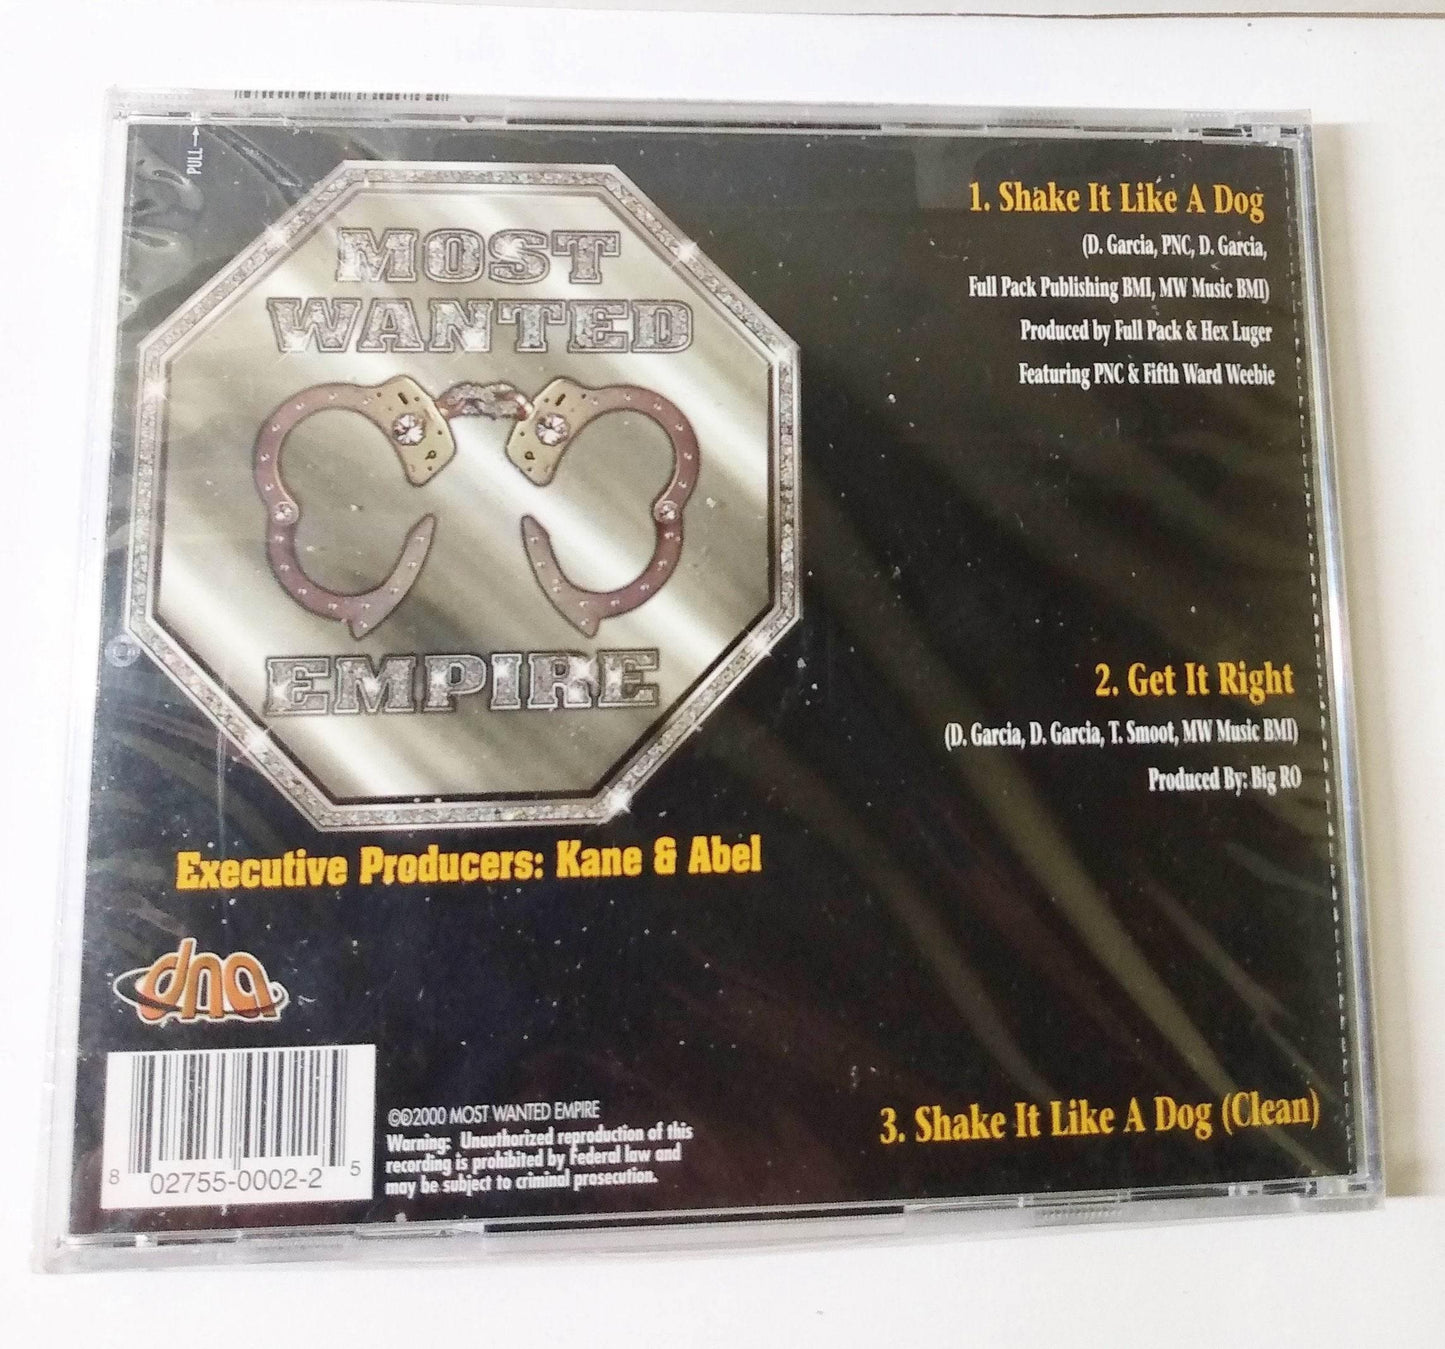 PULL→
MOST
WANTED
EMPIRE
Executive Producers: Kane & Abel
dna
8 02755-0002-2 5
©℗2000 MOST WANTED EMPIRE
Warning: Unauthorized reproduction of this
recording is prohibited by Federal law and
may be subject to criminal prosecution.
1. Shake It Like A Dog
(D. Garcia, PNC, D. Garcia,
Full Pack Publishing BMI, MW Music BMI)
Produced by Full Pack & Hex Luger
Featuring PNC & Fifth Ward Weebie
2. Get It Right
(D. Garcia, D. Garcia, T. Smoot, MW Music BMI)
Produced By: Big RO
3. Shake It Like A Dog (Clean)